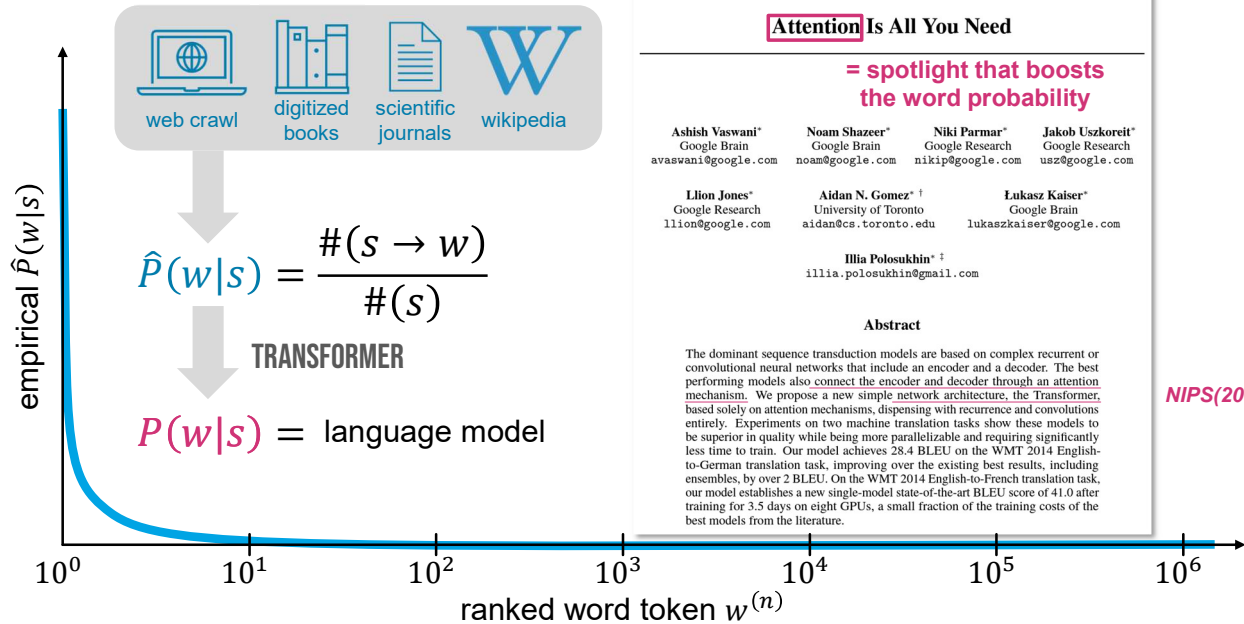 web crawl
digitized
books
scientific
journals
W
wikipedia
empirical P̂(w|s)
P̂(w|s) = #(s → w) / #(s)
TRANSFORMER
P(w|s) = language model
Attention Is All You Need
= spotlight that boosts
the word probability
Ashish Vaswani* Noam Shazeer* Niki Parmar* Jakob Uszkoreit*
Google Brain Google Brain Google Research Google Research
avaswani@google.com noam@google.com nikip@google.com usz@google.com
Llion Jones* Aidan N. Gomez* † Łukasz Kaiser*
Google Research University of Toronto Google Brain
llion@google.com aidan@cs.toronto.edu lukaszkaiser@google.com
Illia Polosukhin* ‡
illia.polosukhin@gmail.com
Abstract
The dominant sequence transduction models are based on complex recurrent or
convolutional neural networks that include an encoder and a decoder. The best
performing models also connect the encoder and decoder through an attention
mechanism. We propose a new simple network architecture, the Transformer,
based solely on attention mechanisms, dispensing with recurrence and convolutions
entirely. Experiments on two machine translation tasks show these models to
be superior in quality while being more parallelizable and requiring significantly
less time to train. Our model achieves 28.4 BLEU on the WMT 2014 English-
to-German translation task, improving over the existing best results, including
ensembles, by over 2 BLEU. On the WMT 2014 English-to-French translation task,
our model establishes a new single-model state-of-the-art BLEU score of 41.0 after
training for 3.5 days on eight GPUs, a small fraction of the training costs of the
best models from the literature.
NIPS(20
10⁰ 10¹ 10² 10³ 10⁴ 10⁵ 10⁶
ranked word token w⁽ⁿ⁾